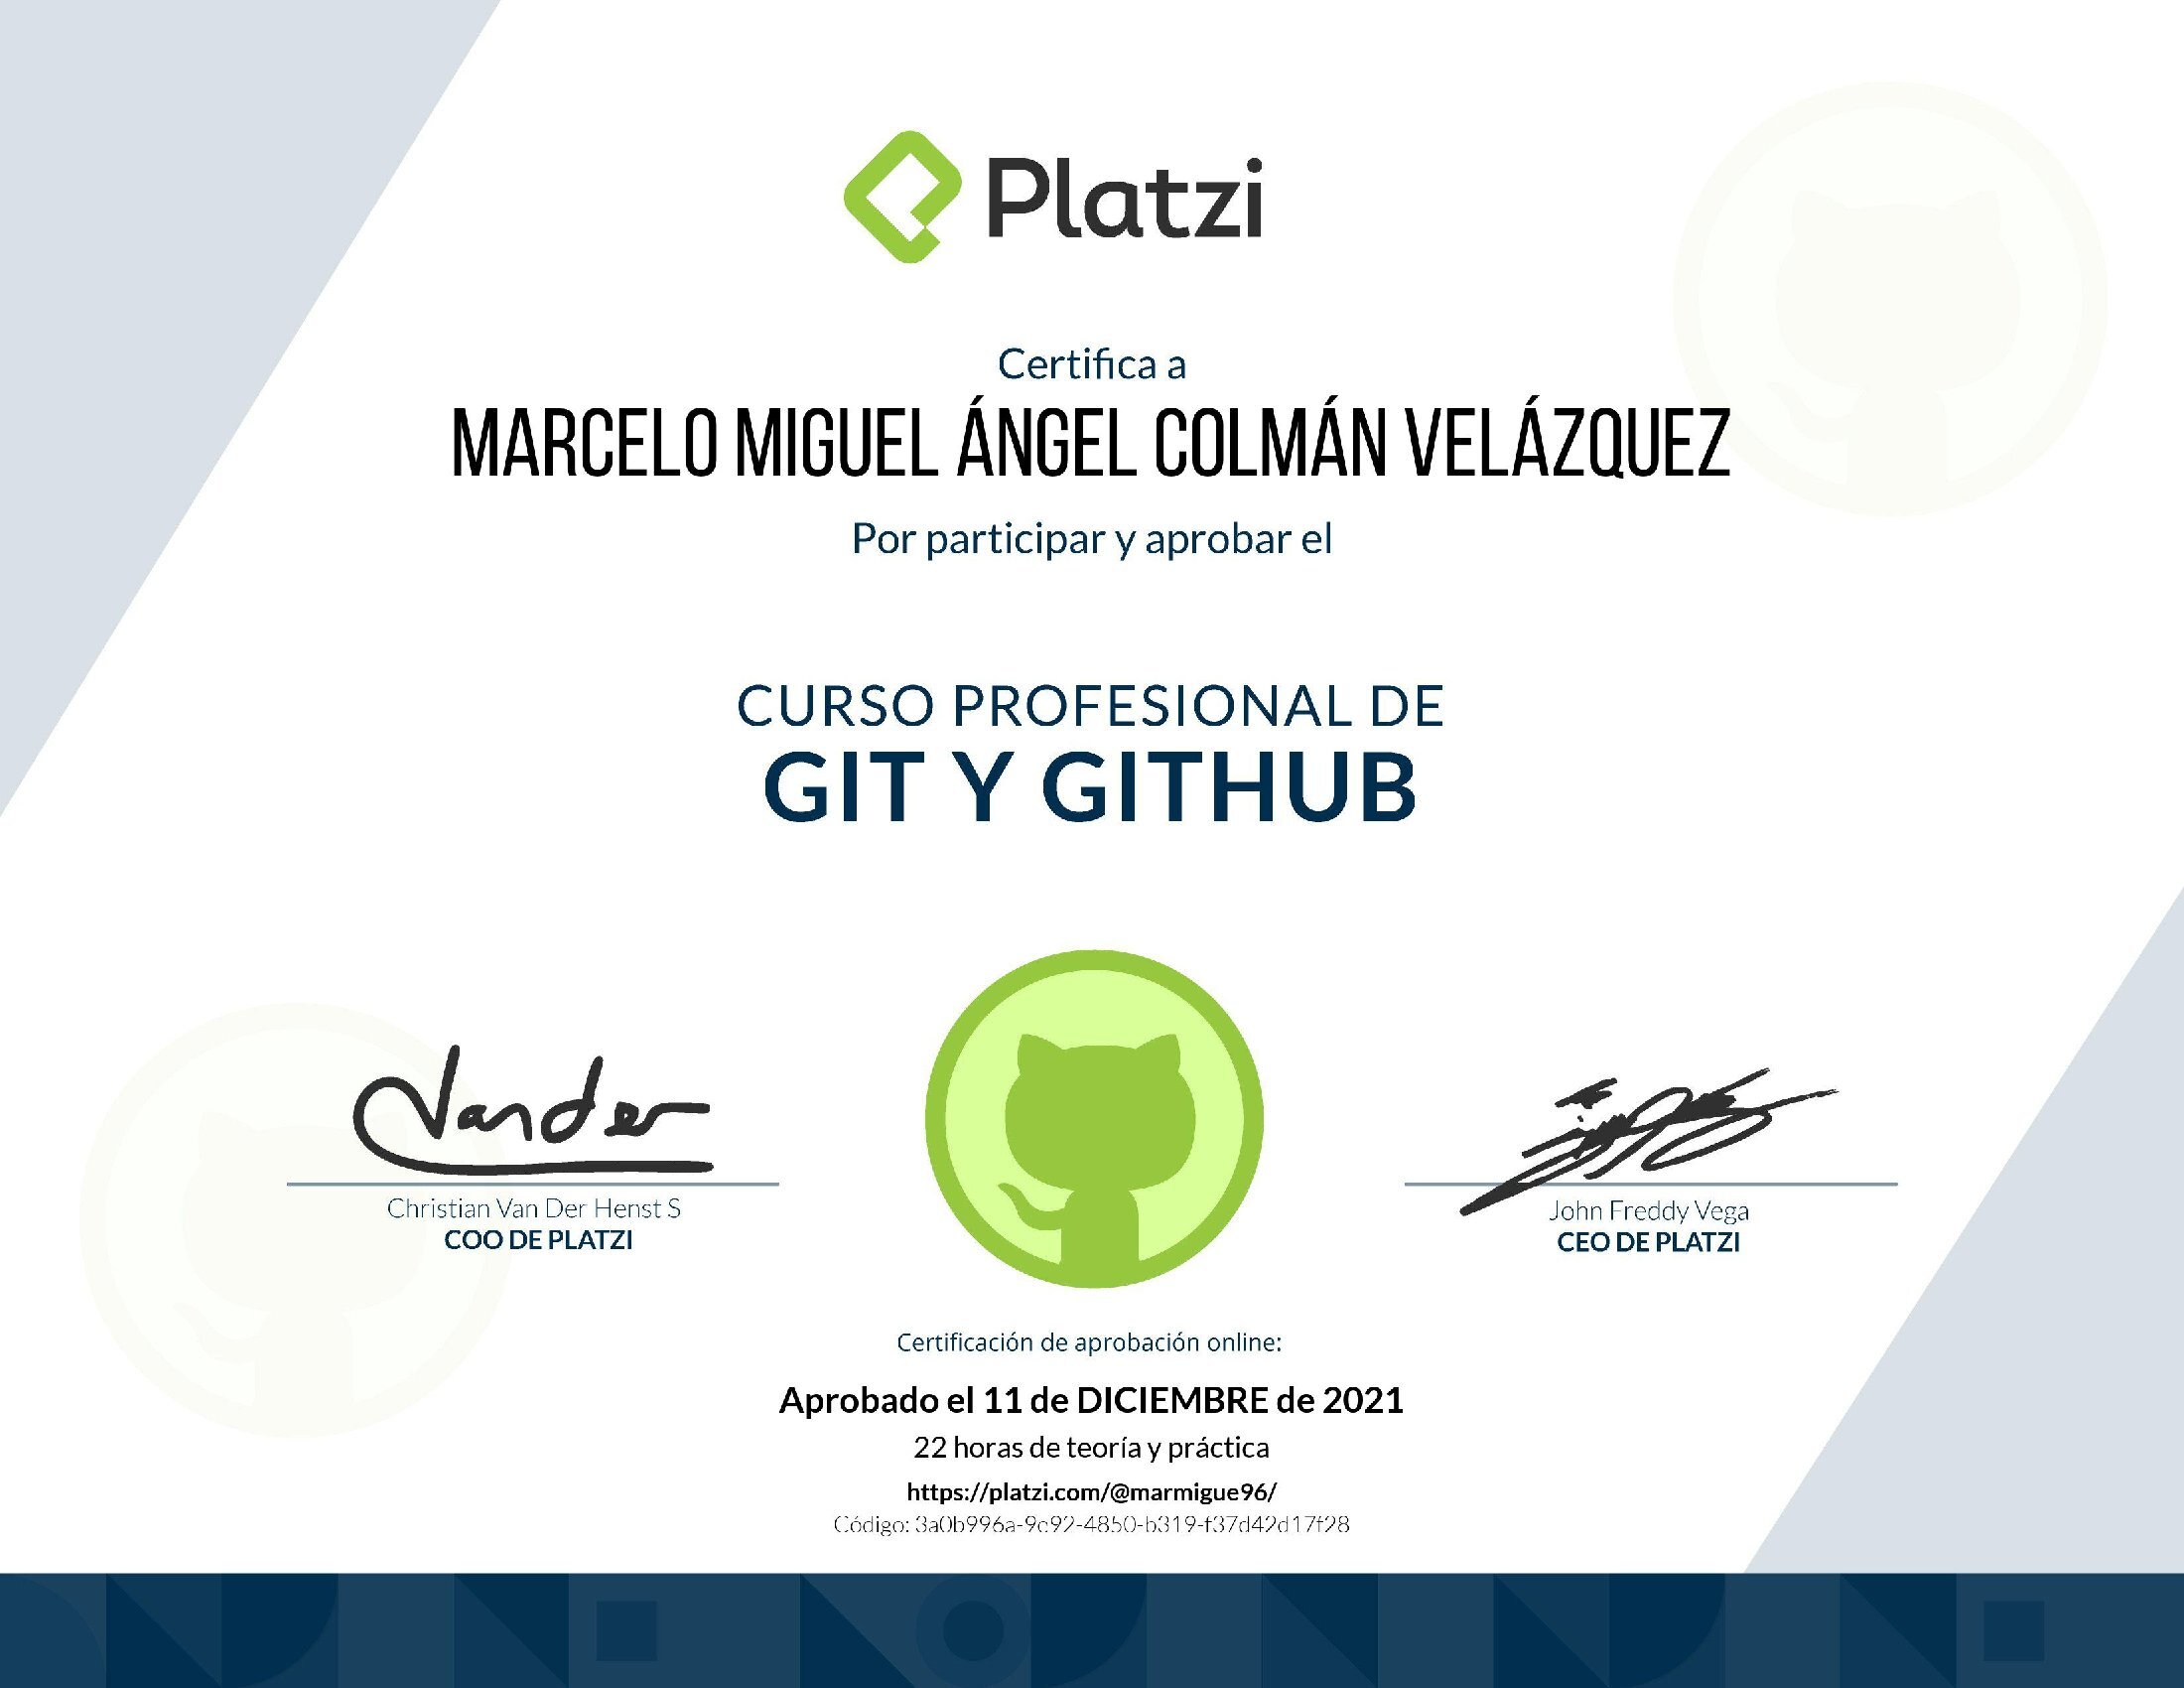 Platzi
Certifica a
MARCELO MIGUEL ÁNGEL COLMÁN VELÁZQUEZ
Por participar y aprobar el
CURSO PROFESIONAL DE
GIT Y GITHUB
Vander
Christian Van Der Henst S
COO DE PLATZI
John Freddy Vega
CEO DE PLATZI
Certificación de aprobación online:
Aprobado el 11 de DICIEMBRE de 2021
22 horas de teoría y práctica
https://platzi.com/@marmigue96/
Código: 3a0b996a-9c92-4850-b319-f37d42d17f28